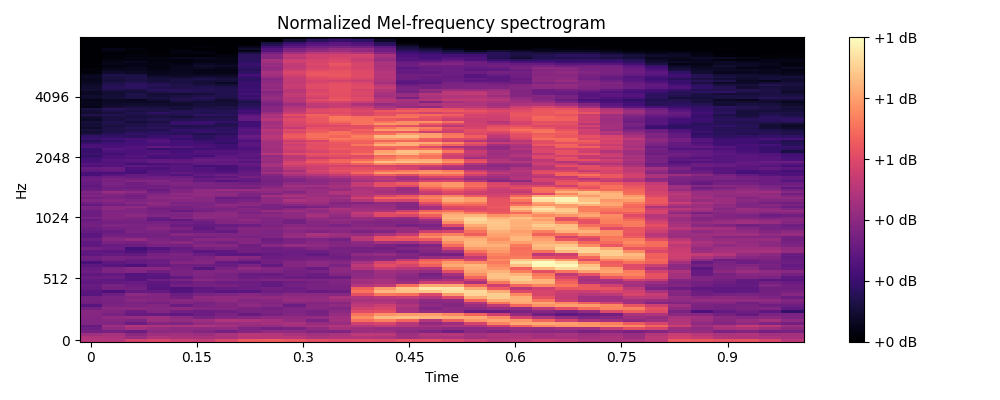 Normalized Mel-frequency spectrogram
Hz
4096
2048
1024
512
0
0
0.15
0.3
0.45
0.6
0.75
0.9
Time
+1 dB
+1 dB
+1 dB
+0 dB
+0 dB
+0 dB